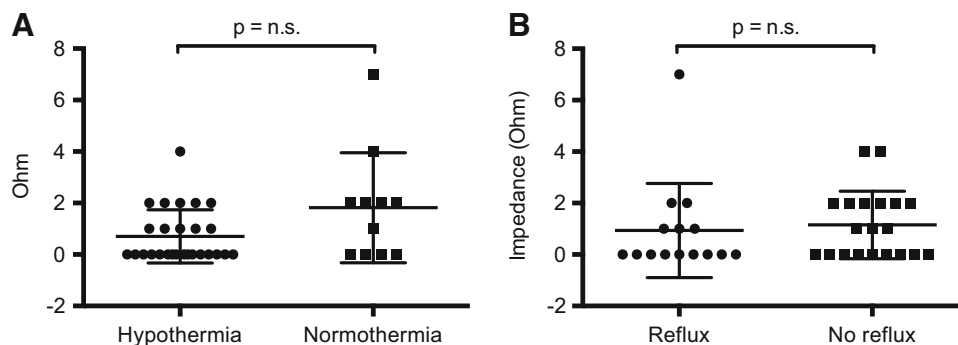 A
p = n.s.
8
6
4
2
0
-2
Ohm
Hypothermia
Normothermia
B
p = n.s.
8
6
4
2
0
-2
Impedance (Ohm)
Reflux
No reflux